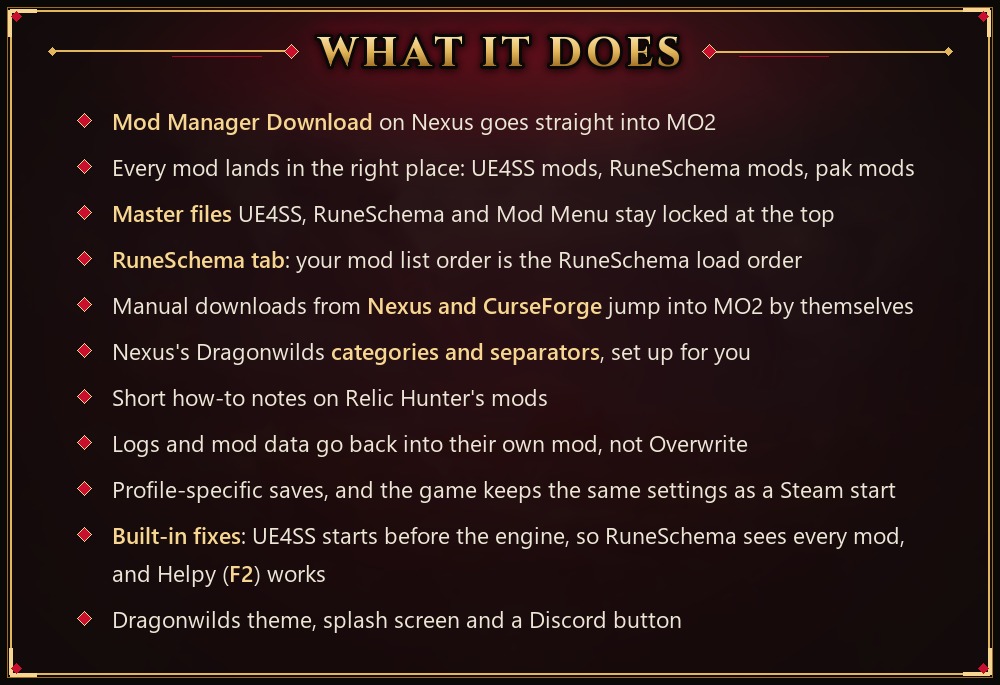 WHAT IT DOES
Mod Manager Download on Nexus goes straight into MO2
Every mod lands in the right place: UE4SS mods, RuneSchema mods, pak mods
Master files UE4SS, RuneSchema and Mod Menu stay locked at the top
RuneSchema tab: your mod list order is the RuneSchema load order
Manual downloads from Nexus and CurseForge jump into MO2 by themselves
Nexus's Dragonwilds categories and separators, set up for you
Short how-to notes on Relic Hunter's mods
Logs and mod data go back into their own mod, not Overwrite
Profile-specific saves, and the game keeps the same settings as a Steam start
Built-in fixes: UE4SS starts before the engine, so RuneSchema sees every mod,
and Helpy (F2) works
Dragonwilds theme, splash screen and a Discord button